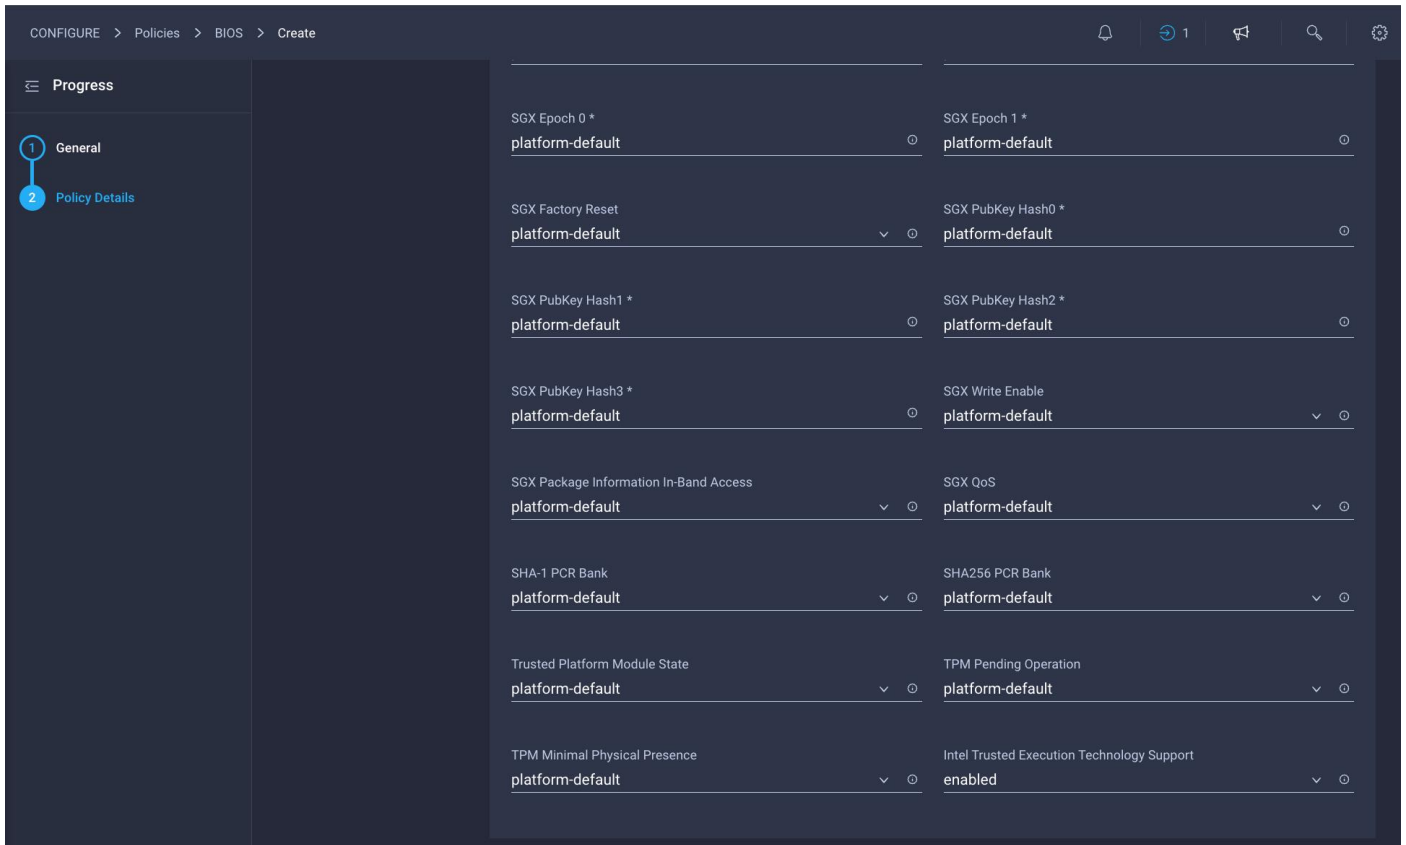 CONFIGURE > Policies > BIOS > Create
1
Progress
1 General
2 Policy Details
SGX Epoch 0 *
platform-default
SGX Epoch 1 *
platform-default
SGX Factory Reset
platform-default
SGX PubKey Hash0 *
platform-default
SGX PubKey Hash1 *
platform-default
SGX PubKey Hash2 *
platform-default
SGX PubKey Hash3 *
platform-default
SGX Write Enable
platform-default
SGX Package Information In-Band Access
platform-default
SGX QoS
platform-default
SHA-1 PCR Bank
platform-default
SHA256 PCR Bank
platform-default
Trusted Platform Module State
platform-default
TPM Pending Operation
platform-default
TPM Minimal Physical Presence
platform-default
Intel Trusted Execution Technology Support
enabled